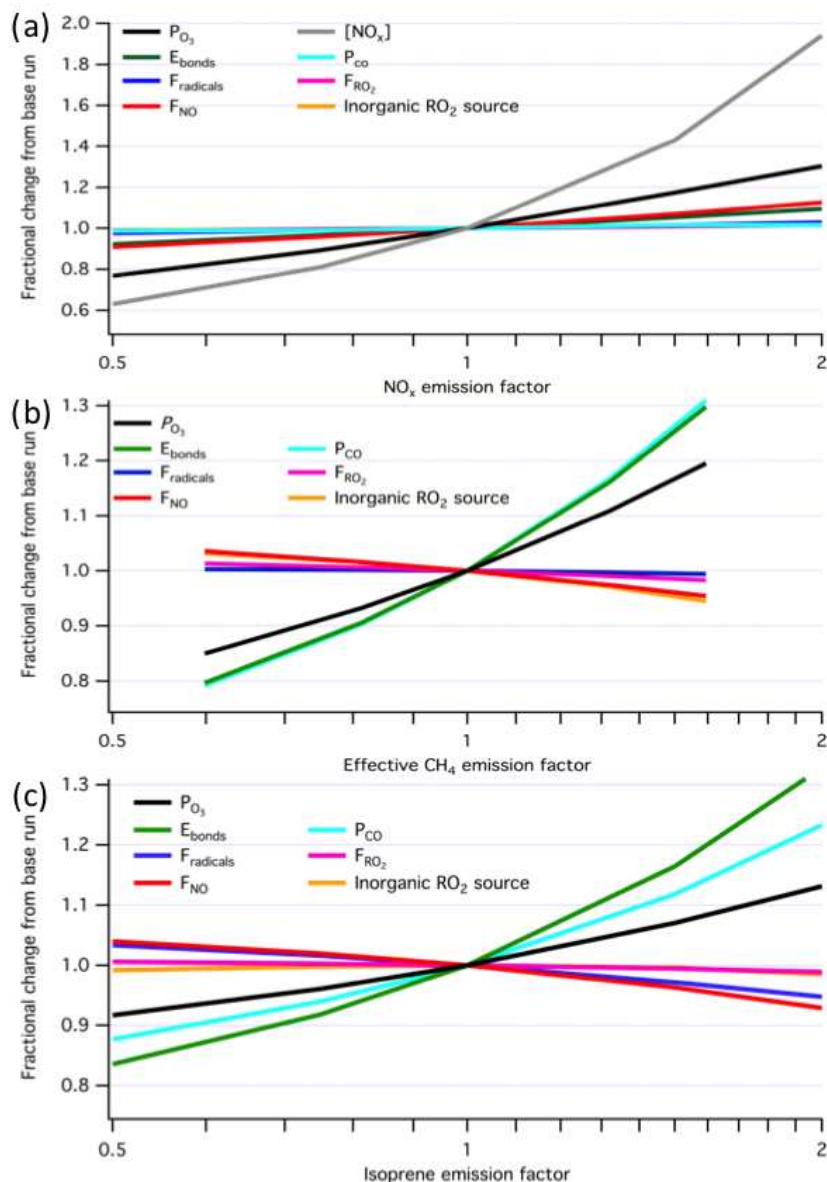 (a)
P_O3 [NO_x]
E_bonds P_co
F_radicals F_RO2
F_NO Inorganic RO_2 source
Fractional change from base run
2.0
1.8
1.6
1.4
1.2
1.0
0.8
0.6
0.5 1 2
NO_x emission factor
(b)
P_O3
E_bonds P_CO
F_radicals F_RO2
F_NO Inorganic RO_2 source
Fractional change from base run
1.3
1.2
1.1
1.0
0.9
0.8
0.5 1 2
Effective CH_4 emission factor
(c)
P_O3
E_bonds P_CO
F_radicals F_RO2
F_NO Inorganic RO_2 source
Fractional change from base run
1.3
1.2
1.1
1.0
0.9
0.8
0.5 1 2
Isoprene emission factor